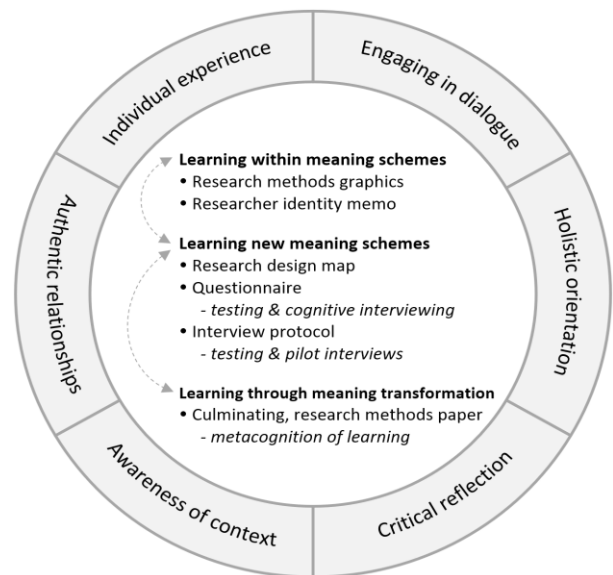 Individual experience
Engaging in dialogue
Holistic orientation
Critical reflection
Awareness of context
Authentic relationships
Learning within meaning schemes
• Research methods graphics
• Researcher identity memo
Learning new meaning schemes
• Research design map
• Questionnaire
- testing & cognitive interviewing
• Interview protocol
- testing & pilot interviews
Learning through meaning transformation
• Culminating, research methods paper
- metacognition of learning